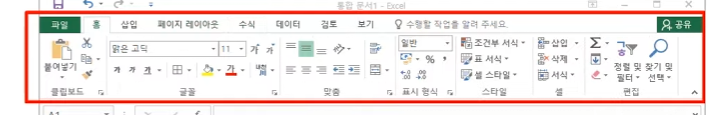 통합 문서1 - Excel
파일 홈 삽입 페이지 레이아웃 수식 데이터 검토 보기 수행할 작업을 알려 주세요. 공유
붙여넣기
맑은 고딕 11 가 가
가 가 가 가 내천
일반
% ,
조건부 서식
표 서식
셀 스타일
삽입
삭제
서식
정렬 및 필터
찾기 및 선택
클립보드 글꼴 맞춤 표시 형식 스타일 셀 편집
A1